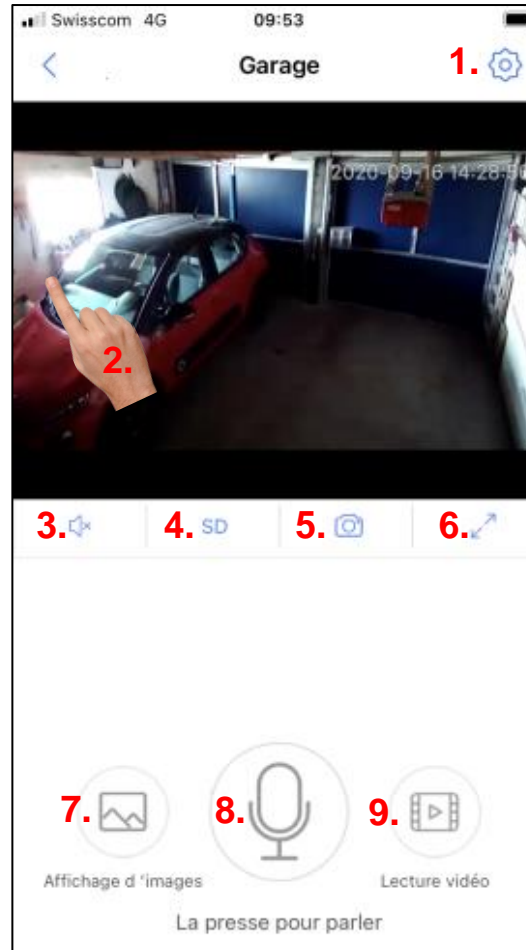 Swisscom 4G 09:53
Garage 1.
2020-09-16 14:28:50
2.
3. 4. SD 5. 6.
7. 8. 9.
Affichage d 'images Lecture vidéo
La presse pour parler